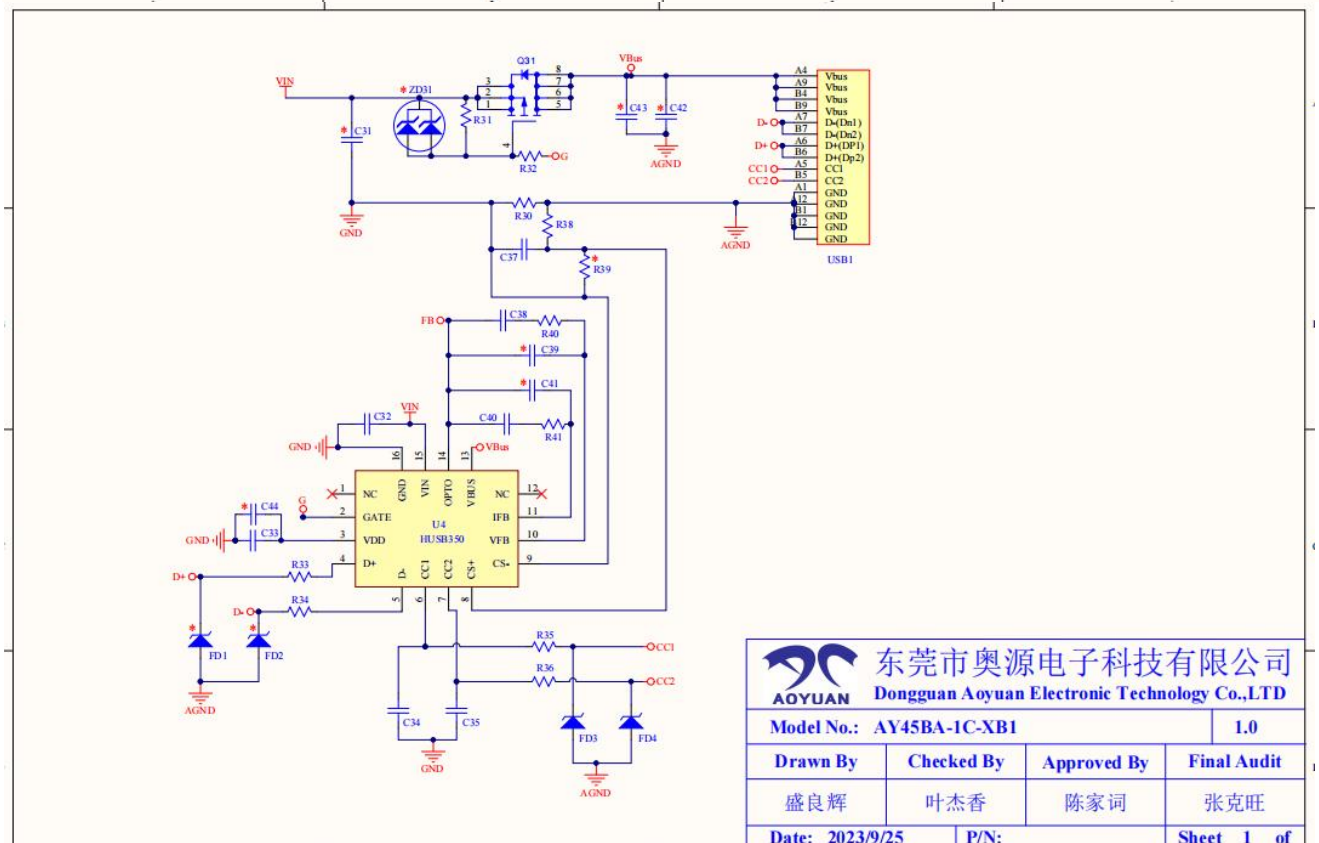 VIN
* ZD31
Q31
3
2
1
8
7
6
5
4
R31
R32
G
* C31
GND
VBus
* C43
* C42
AGND
A4 Vbus
A9 Vbus
B4 Vbus
B9 Vbus
D- A7 D-(Dn1)
B7 D-(Dn2)
D+ A6 D+(DP1)
B6 D+(Dp2)
CC1 A5 CC1
CC2 B5 CC2
A1 GND
12 GND
B1 GND
12 GND
GND
USB1
R30
R38
AGND
C37
* R39
FB
C38
R40
* C39
* C41
C40
R41
VIN
C32
GND
VBus
16
15
14
13
GND
VIN
OPTO
VBUS
1 NC
NC 12
G
2 GATE
IFB 11
* C44
C33
GND
3 VDD
VFB 10
4 D+
CS- 9
U4
HUSB350
D-
CC1
CC2
CS+
5
6
7
8
D+
R33
D-
R34
* FD1
* FD2
AGND
R35
CC1
R36
CC2
C34
C35
GND
FD3
FD4
AGND
AOYUAN
东莞市奥源电子科技有限公司
Dongguan Aoyuan Electronic Technology Co.,LTD
Model No.: AY45BA-1C-XB1 1.0
Drawn By Checked By Approved By Final Audit
盛良辉 叶杰香 陈家词 张克旺
Date: 2023/9/25 P/N: Sheet 1 of